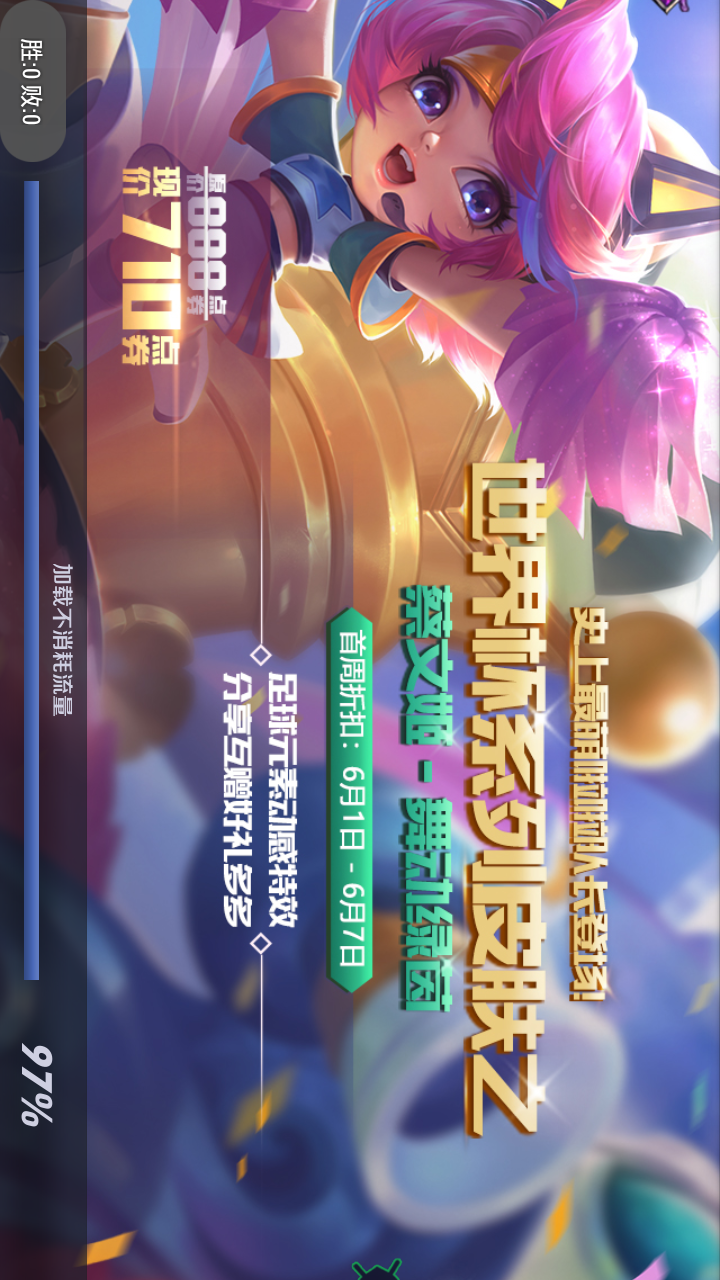 史上最萌啦啦队长登场!
世界杯系列皮肤之
蔡文姬 - 舞动绿茵
首周折扣：6月1日 - 6月7日
足球元素动感特效
分享互赠好礼多多
原价888点券
现价710点券
加载不消耗流量
97%
胜:0 败:0